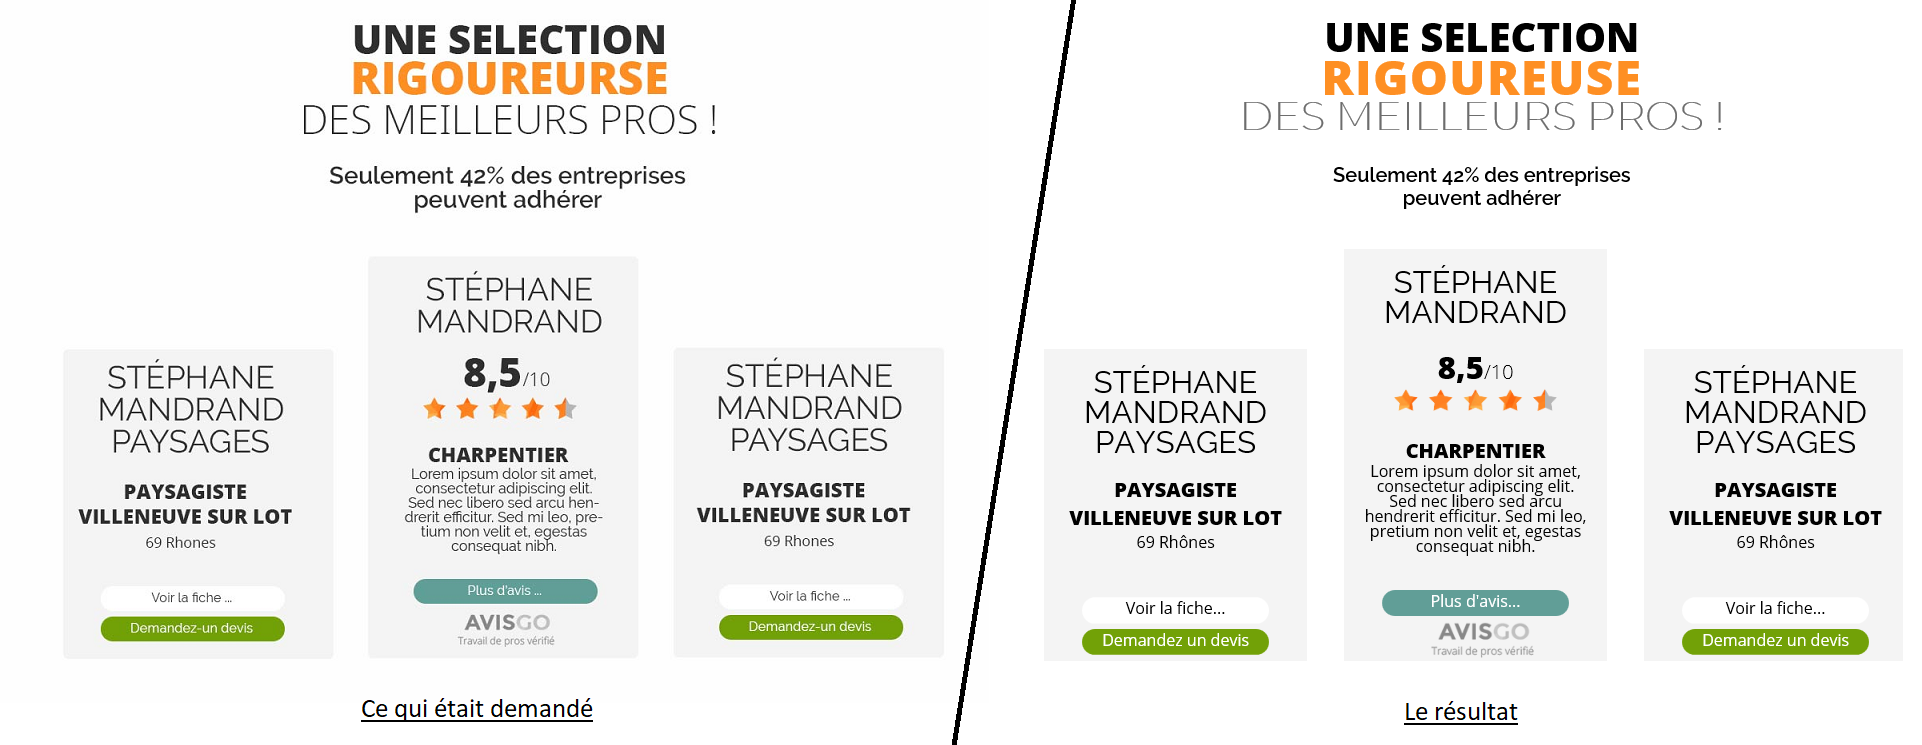 UNE SELECTION
RIGOUREURSE
DES MEILLEURS PROS !
Seulement 42% des entreprises
peuvent adhérer
STÉPHANE
MANDRAND
PAYSAGES
PAYSAGISTE
VILLENEUVE SUR LOT
69 Rhones
Voir la fiche ...
Demandez-un devis
STÉPHANE
MANDRAND
8,5/10
CHARPENTIER
Lorem ipsum dolor sit amet,
consectetur adipiscing elit.
Sed nec libero sed arcu hen-
drerit efficitur. Sed mi leo, pre-
tium non velit et, egestas
consequat nibh.
Plus d'avis ...
AVISGO
Travail de pros vérifié
STÉPHANE
MANDRAND
PAYSAGES
PAYSAGISTE
VILLENEUVE SUR LOT
69 Rhones
Voir la fiche ...
Demandez-un devis
Ce qui était demandé
UNE SELECTION
RIGOUREUSE
DES MEILLEURS PROS !
Seulement 42% des entreprises
peuvent adhérer
STÉPHANE
MANDRAND
PAYSAGES
PAYSAGISTE
VILLENEUVE SUR LOT
69 Rhônes
Voir la fiche...
Demandez un devis
STÉPHANE
MANDRAND
8,5/10
CHARPENTIER
Lorem ipsum dolor sit amet,
consectetur adipiscing elit.
Sed nec libero sed arcu
hendrerit efficitur. Sed mi leo,
pretium non velit et, egestas
consequat nibh.
Plus d'avis...
AVISGO
Travail de pros vérifié
STÉPHANE
MANDRAND
PAYSAGES
PAYSAGISTE
VILLENEUVE SUR LOT
69 Rhônes
Voir la fiche...
Demandez un devis
Le résultat